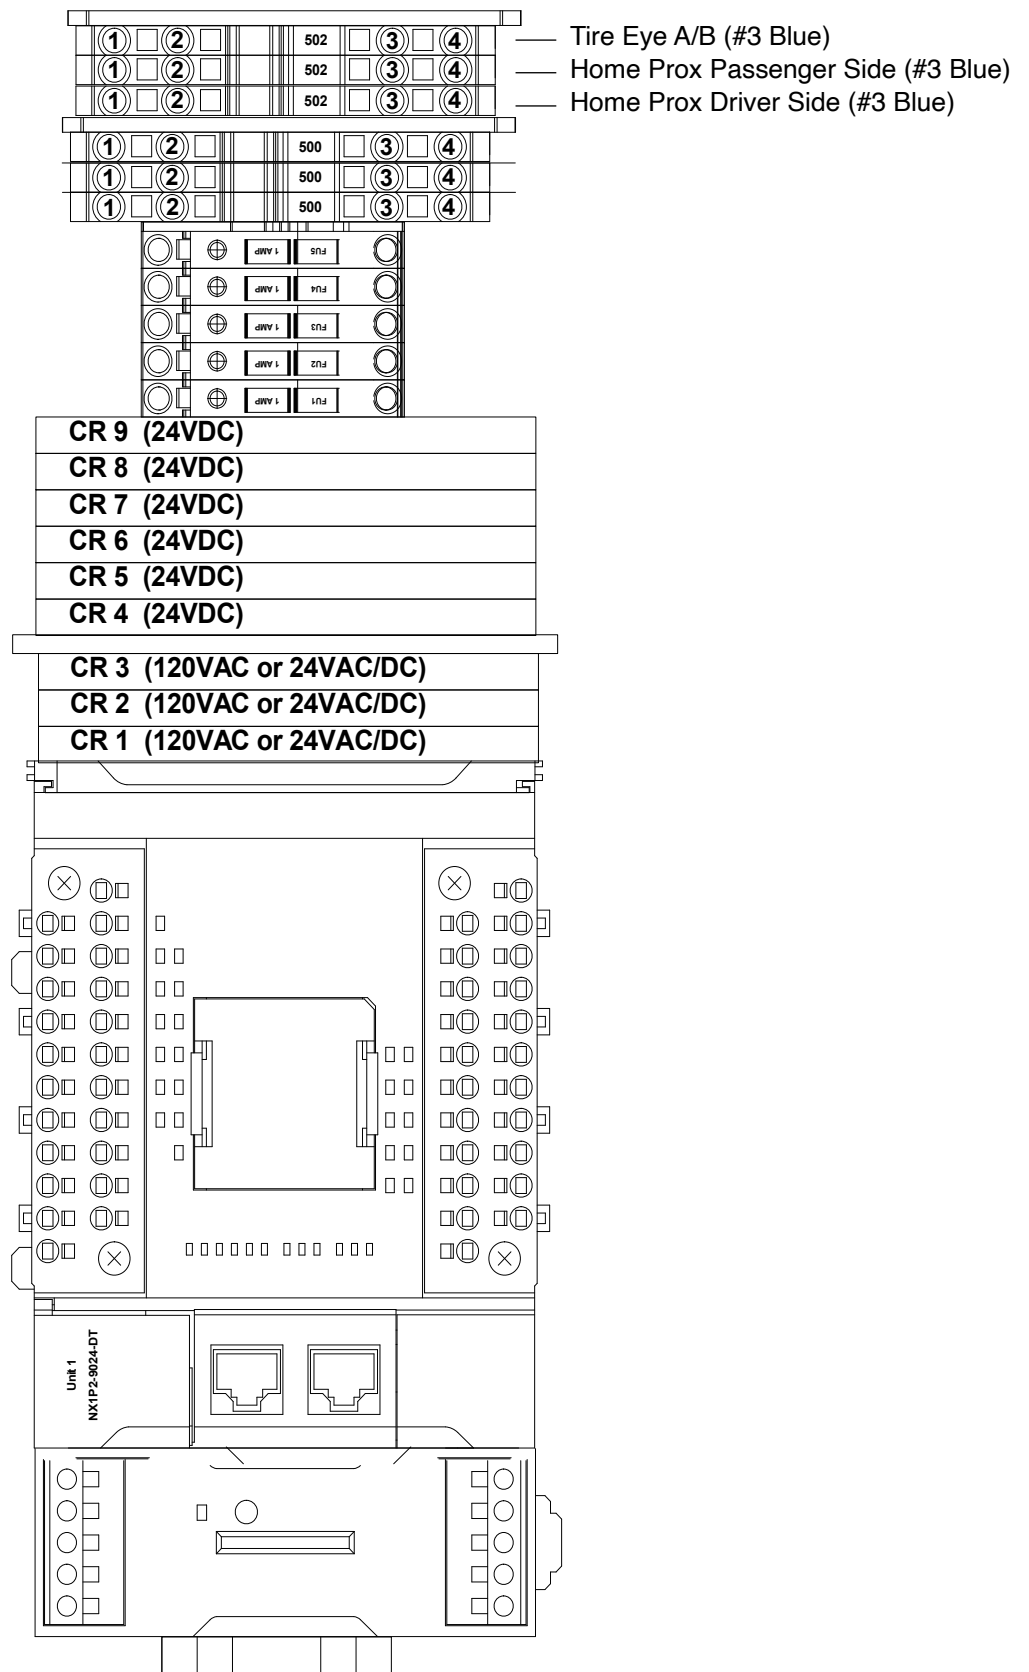 1 2 502 3 4 Tire Eye A/B (#3 Blue)
1 2 502 3 4 Home Prox Passenger Side (#3 Blue)
1 2 502 3 4 Home Prox Driver Side (#3 Blue)
1 2 500 3 4
1 2 500 3 4
1 2 500 3 4
1 AMP FU5
1 AMP FU4
1 AMP FU3
1 AMP FU2
1 AMP FU1
CR 9 (24VDC)
CR 8 (24VDC)
CR 7 (24VDC)
CR 6 (24VDC)
CR 5 (24VDC)
CR 4 (24VDC)
CR 3 (120VAC or 24VAC/DC)
CR 2 (120VAC or 24VAC/DC)
CR 1 (120VAC or 24VAC/DC)
Unit 1
NX1P2-9024-DT